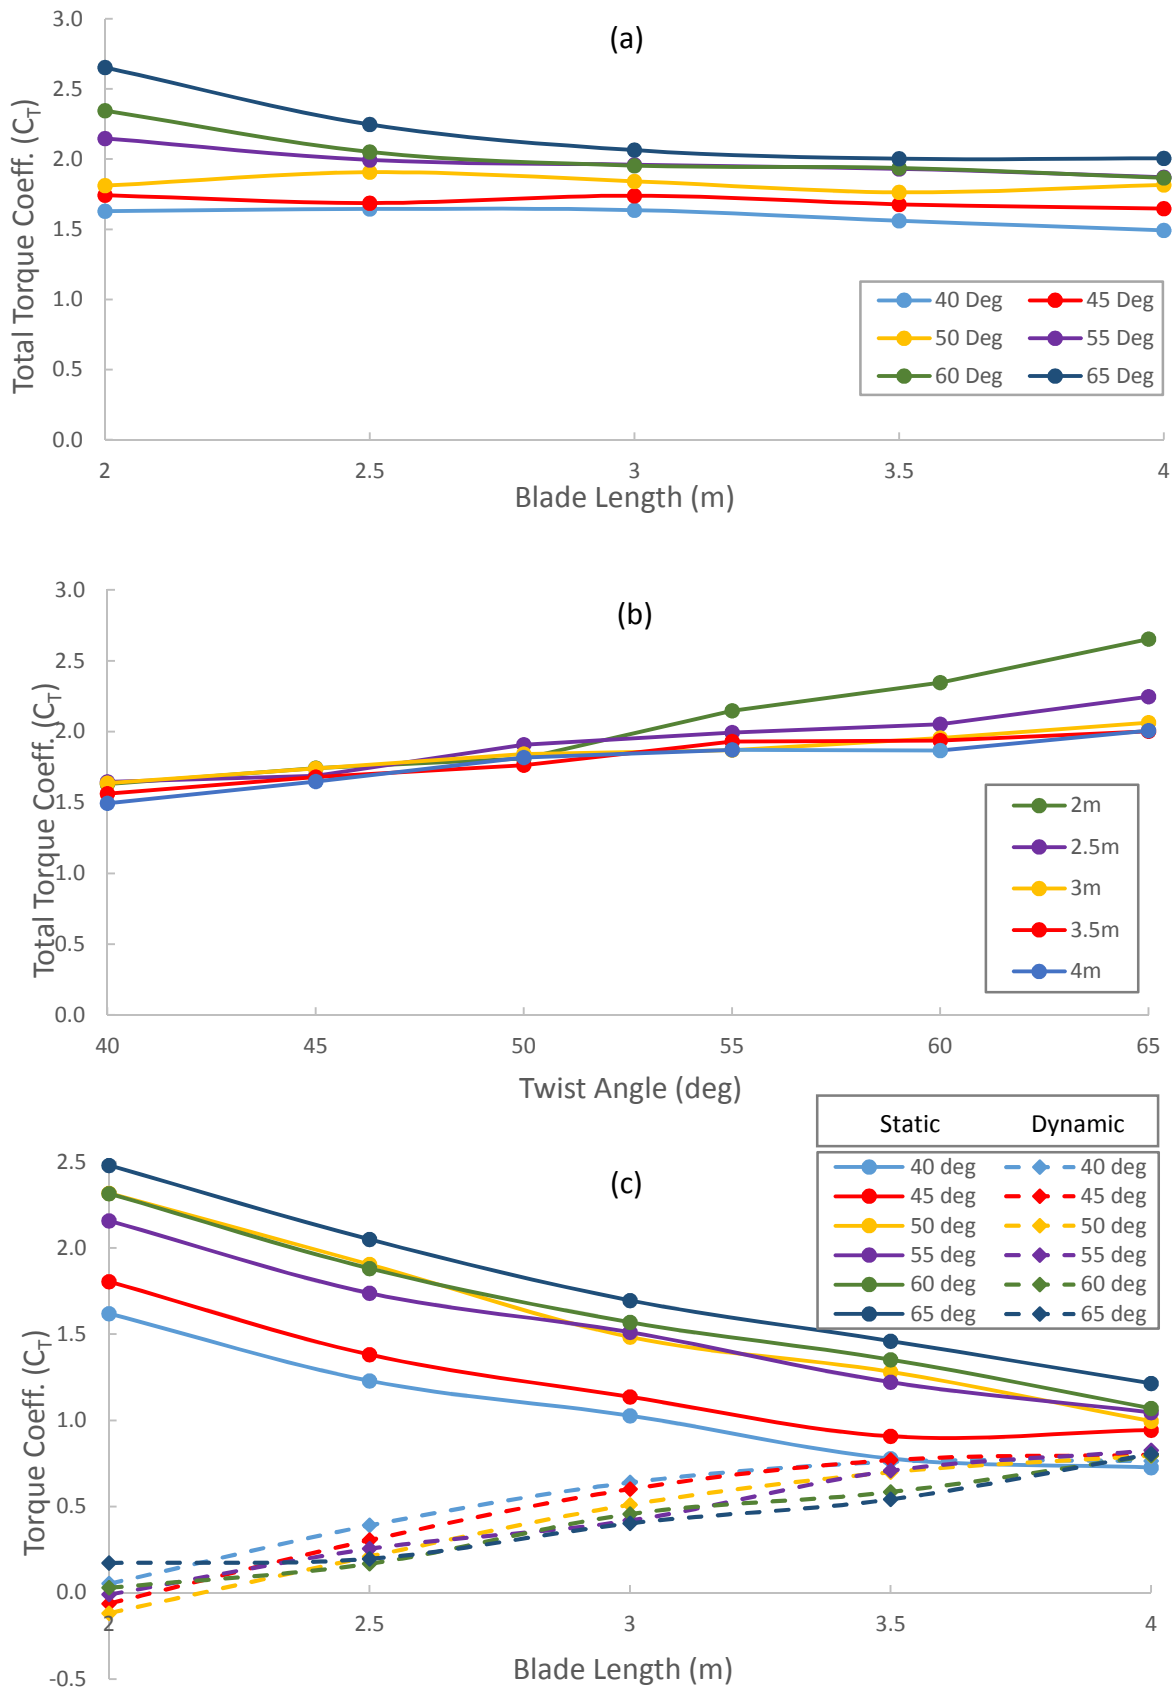 (a)
Total Torque Coeff. (C_T)
3.0
2.5
2.0
1.5
1.0
0.5
0.0
40 Deg 45 Deg
50 Deg 55 Deg
60 Deg 65 Deg
2 2.5 3 3.5 4
Blade Length (m)
(b)
Total Torque Coeff. (C_T)
3.0
2.5
2.0
1.5
1.0
0.5
0.0
2m
2.5m
3m
3.5m
4m
40 45 50 55 60 65
Twist Angle (deg)
Static Dynamic
(c)
40 deg 40 deg
45 deg 45 deg
50 deg 50 deg
55 deg 55 deg
60 deg 60 deg
65 deg 65 deg
Torque Coeff. (C_T)
2.5
2.0
1.5
1.0
0.5
0.0
-0.5
2 2.5 3 3.5 4
Blade Length (m)